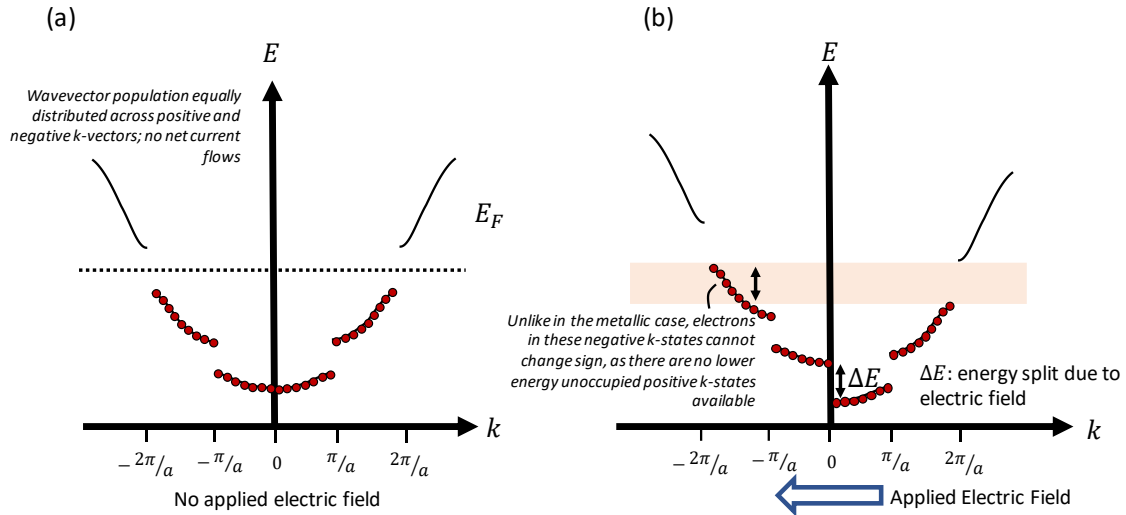 (a)
E
Wavevector population equally
distributed across positive and
negative k-vectors; no net current
flows
E_F
k
− 2π/a
− π/a
0
π/a
2π/a
No applied electric field
(b)
E
Unlike in the metallic case, electrons
in these negative k-states cannot
change sign, as there are no lower
energy unoccupied positive k-states
available
ΔE
ΔE: energy split due to
electric field
k
− 2π/a
− π/a
0
π/a
2π/a
Applied Electric Field